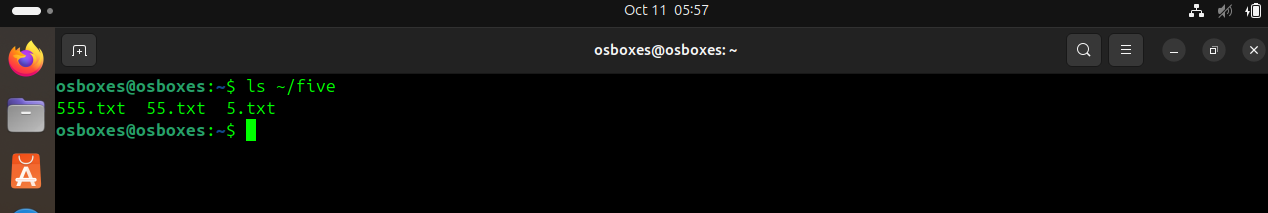 Oct 11 05:57
osboxes@osboxes: ~
osboxes@osboxes:~$ ls ~/five
555.txt  55.txt  5.txt
osboxes@osboxes:~$